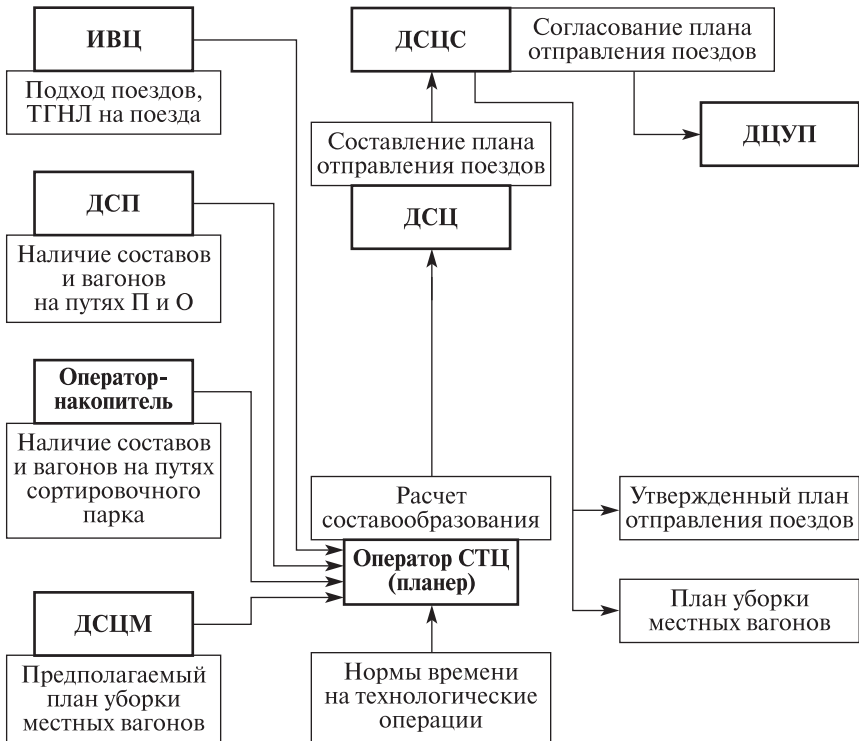 ИВЦ
Подход поездов,
ТГНЛ на поезда
ДСП
Наличие составов
и вагонов
на путях П и О
Оператор-
накопитель
Наличие составов
и вагонов на путях
сортировочного
парка
ДСЦМ
Предполагаемый
план уборки
местных вагонов
ДСЦС
Согласование плана
отправления поездов
ДЦУП
Составление плана
отправления поездов
ДСЦ
Расчет
составообразования
Оператор СТЦ
(планер)
Нормы времени
на технологические
операции
Утвержденный план
отправления поездов
План уборки
местных вагонов